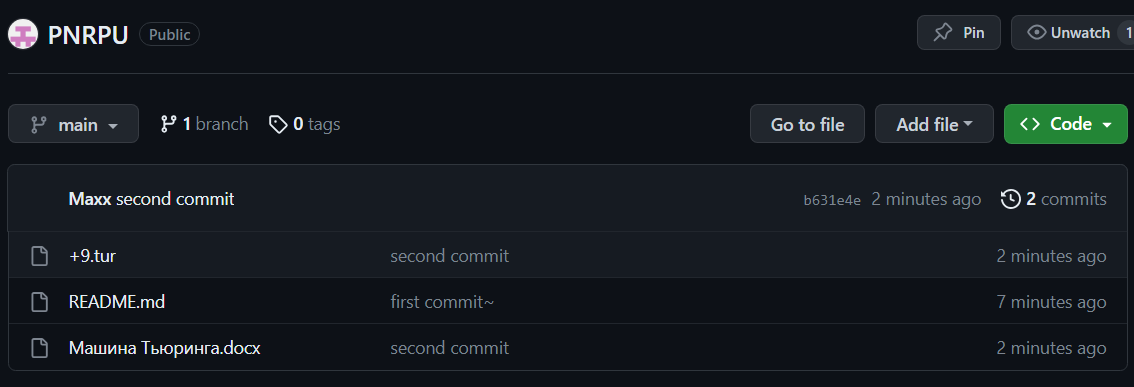 PNRPU Public Pin Unwatch 1
main 1 branch 0 tags Go to file Add file Code
Maxx second commit b631e4e 2 minutes ago 2 commits
+9.tur second commit 2 minutes ago
README.md first commit~ 7 minutes ago
Машина Тьюринга.docx second commit 2 minutes ago